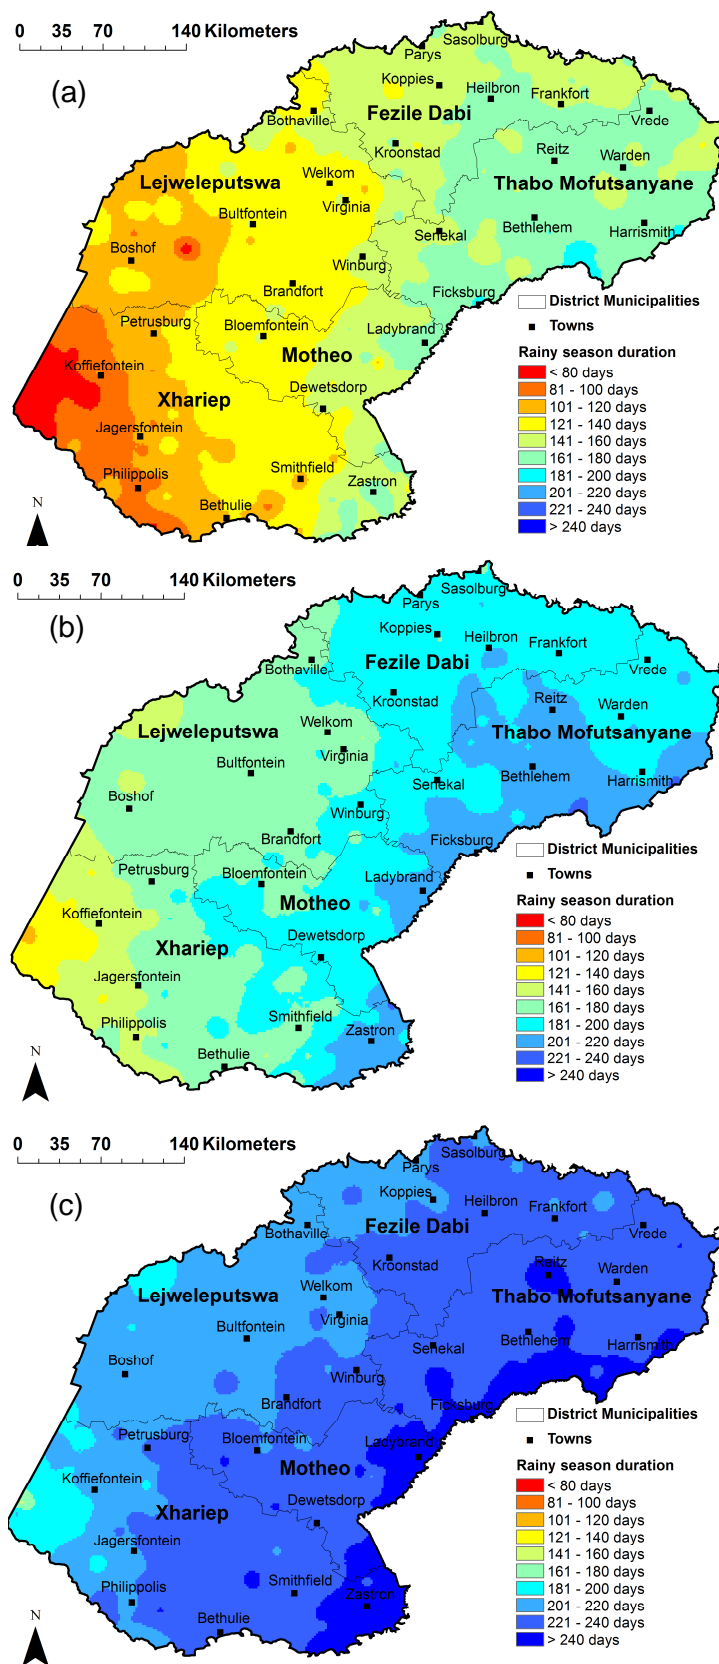 0 35 70 140 Kilometers
(a)
Sasolburg
Parys
Koppies
Heilbron
Frankfort
Bothaville
Fezile Dabi
Vrede
Kroonstad
Reitz
Warden
Welkom
Lejweleputswa
Thabo Mofutsanyane
Virginia
Bultfontein
Senekal
Bethlehem
Harrismith
Boshof
Winburg
Brandfort
Ficksburg
District Municipalities
Petrusburg
Bloemfontein
Ladybrand
Towns
Motheo
Rainy season duration
Koffiefontein
< 80 days
81 - 100 days
Xhariep
Dewetsdorp
101 - 120 days
121 - 140 days
Jagersfontein
141 - 160 days
161 - 180 days
Philippolis
Smithfield
Zastron
181 - 200 days
201 - 220 days
N
Bethulie
221 - 240 days
> 240 days
0 35 70 140 Kilometers
(b)
Sasolburg
Parys
Koppies
Heilbron
Frankfort
Bothaville
Fezile Dabi
Vrede
Kroonstad
Reitz
Warden
Welkom
Lejweleputswa
Thabo Mofutsanyane
Virginia
Bultfontein
Senekal
Bethlehem
Harrismith
Boshof
Winburg
Brandfort
Ficksburg
District Municipalities
Petrusburg
Bloemfontein
Ladybrand
Towns
Motheo
Rainy season duration
Koffiefontein
< 80 days
81 - 100 days
Xhariep
Dewetsdorp
101 - 120 days
121 - 140 days
Jagersfontein
141 - 160 days
161 - 180 days
Philippolis
Smithfield
Zastron
181 - 200 days
201 - 220 days
N
Bethulie
221 - 240 days
> 240 days
0 35 70 140 Kilometers
(c)
Sasolburg
Parys
Koppies
Heilbron
Frankfort
Bothaville
Fezile Dabi
Vrede
Kroonstad
Reitz
Warden
Welkom
Lejweleputswa
Thabo Mofutsanyane
Virginia
Bultfontein
Senekal
Bethlehem
Harrismith
Boshof
Winburg
Brandfort
Ficksburg
District Municipalities
Petrusburg
Bloemfontein
Ladybrand
Towns
Motheo
Rainy season duration
Koffiefontein
< 80 days
81 - 100 days
Xhariep
Dewetsdorp
101 - 120 days
121 - 140 days
Jagersfontein
141 - 160 days
161 - 180 days
Philippolis
Smithfield
Zastron
181 - 200 days
201 - 220 days
N
Bethulie
221 - 240 days
> 240 days